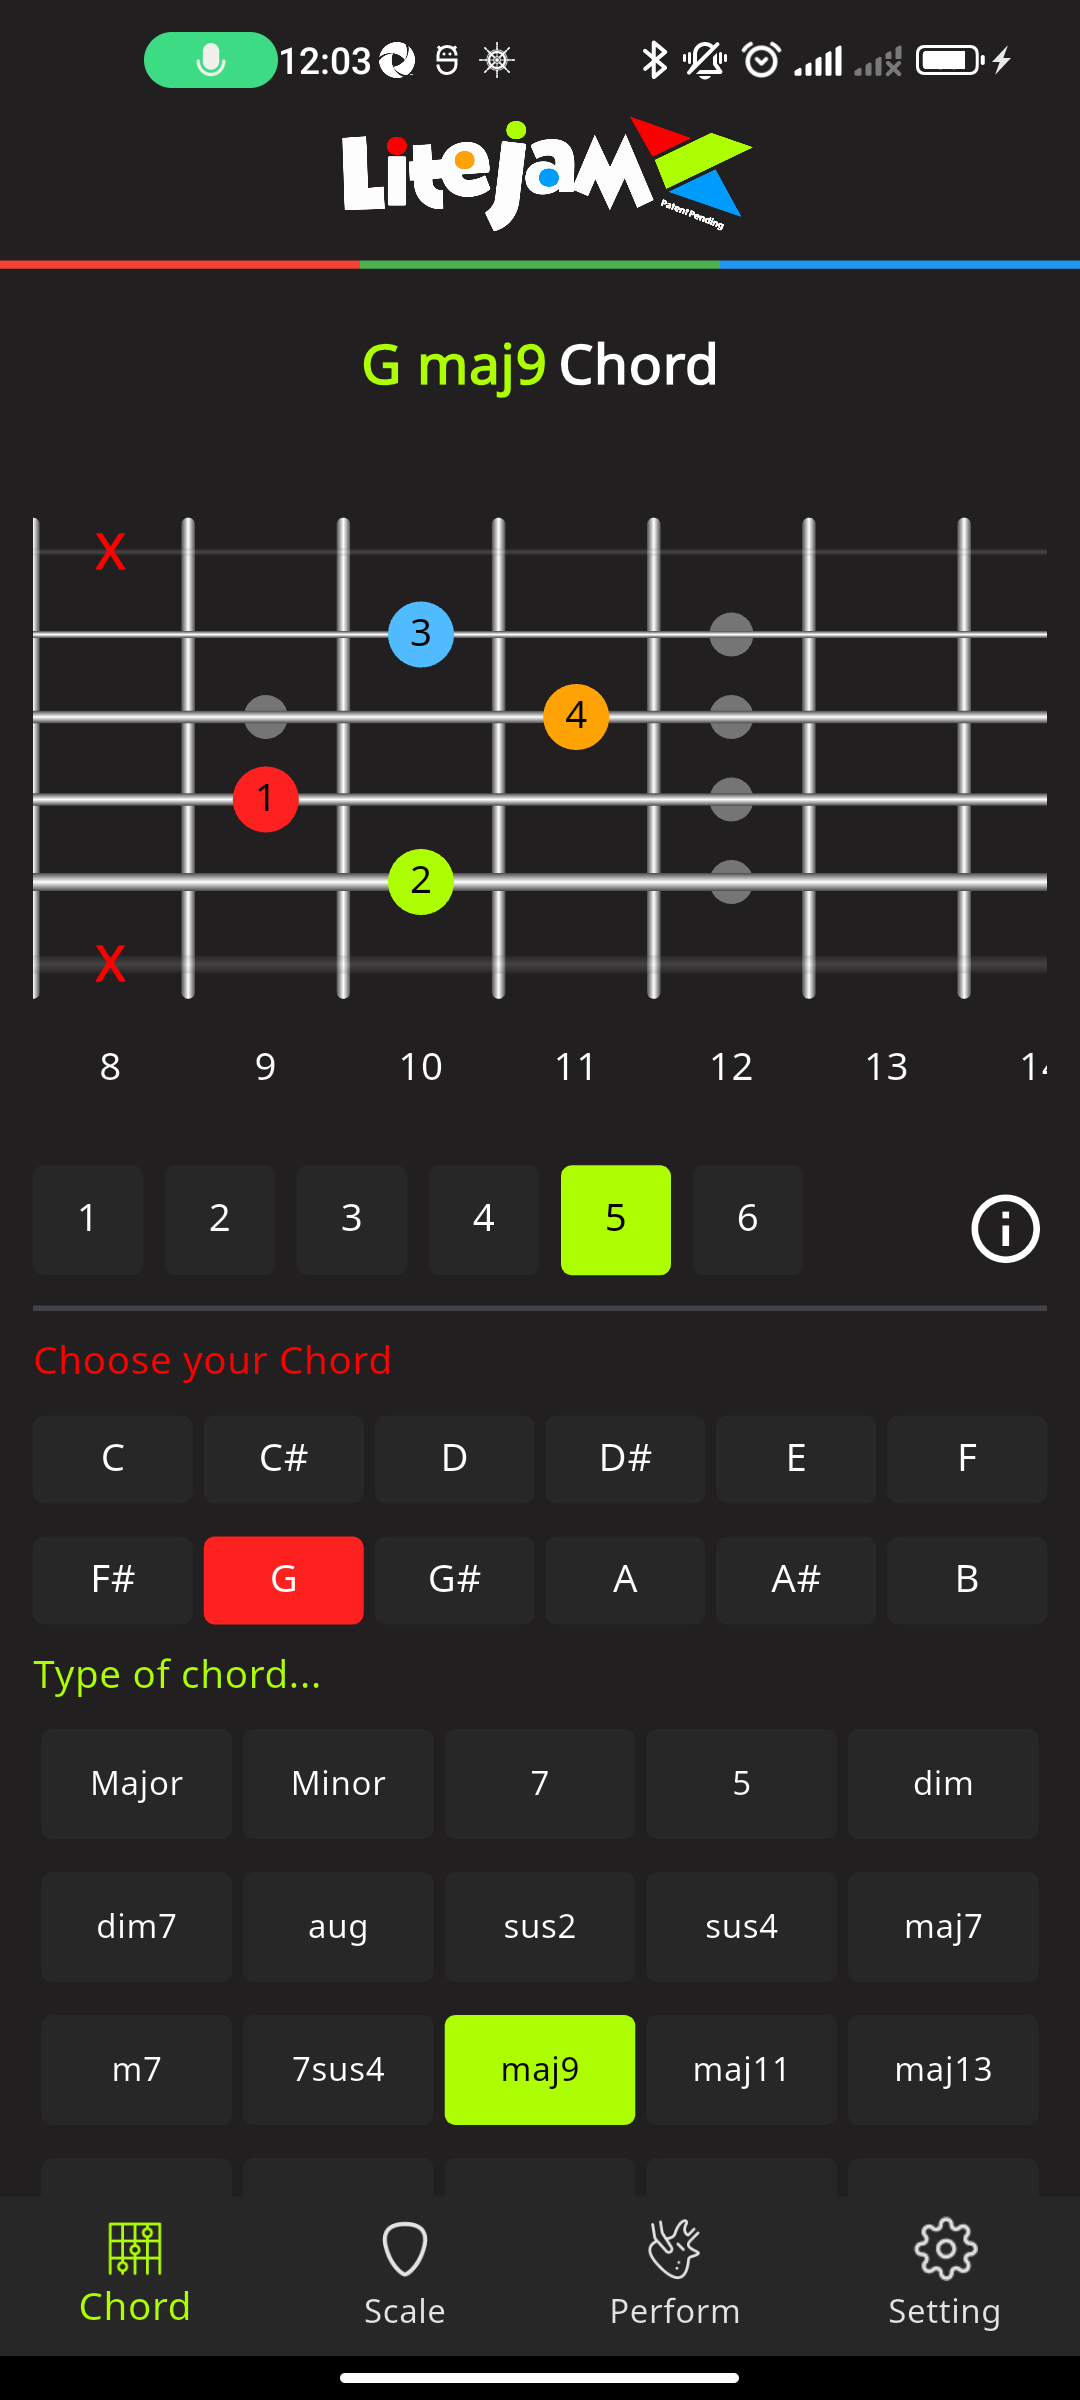 12:03
LiteJam
Patent Pending
G maj9 Chord
X
3
4
1
2
X
8 9 10 11 12 13 14
1 2 3 4 5 6
Choose your Chord
C C# D D# E F
F# G G# A A# B
Type of chord...
Major Minor 7 5 dim
dim7 aug sus2 sus4 maj7
m7 7sus4 maj9 maj11 maj13
Chord Scale Perform Setting